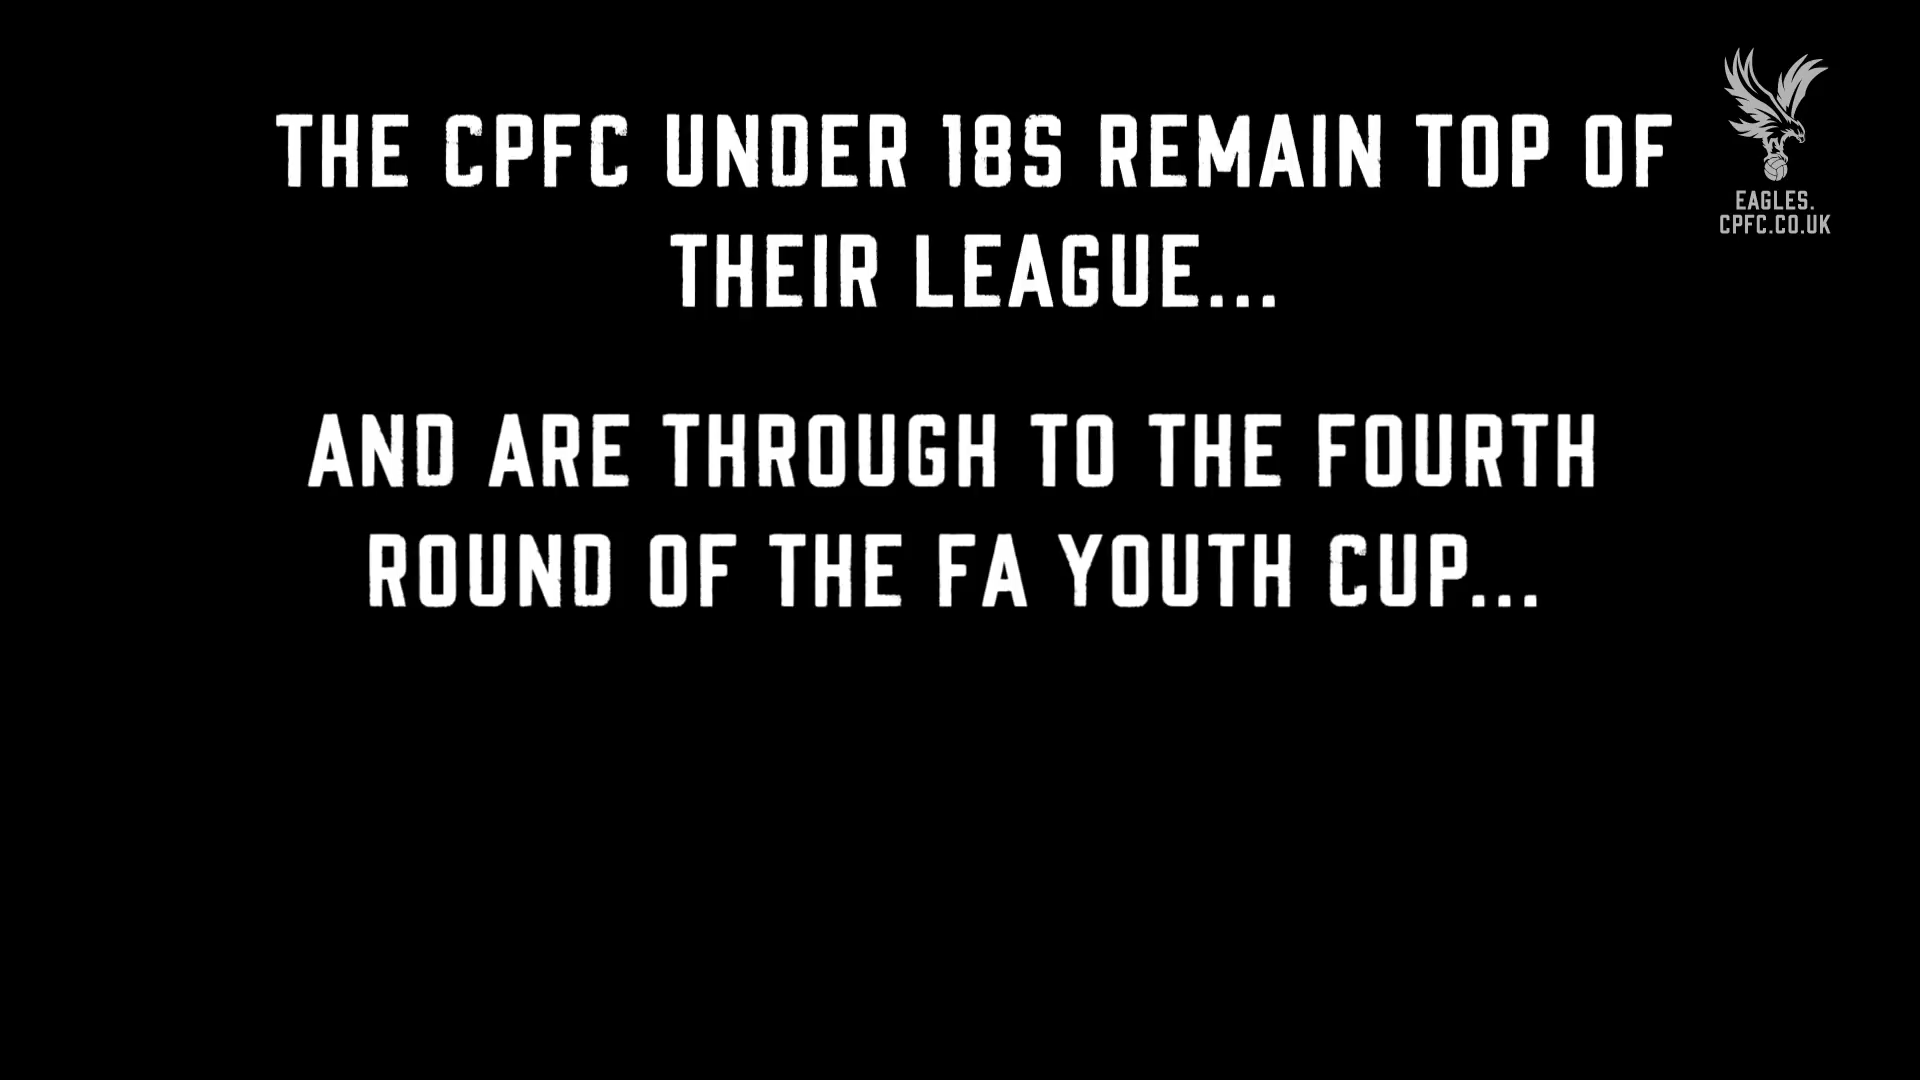 THE CPFC UNDER 18S REMAIN TOP OF
THEIR LEAGUE...
AND ARE THROUGH TO THE FOURTH
ROUND OF THE FA YOUTH CUP...
EAGLES.
CPFC.CO.UK